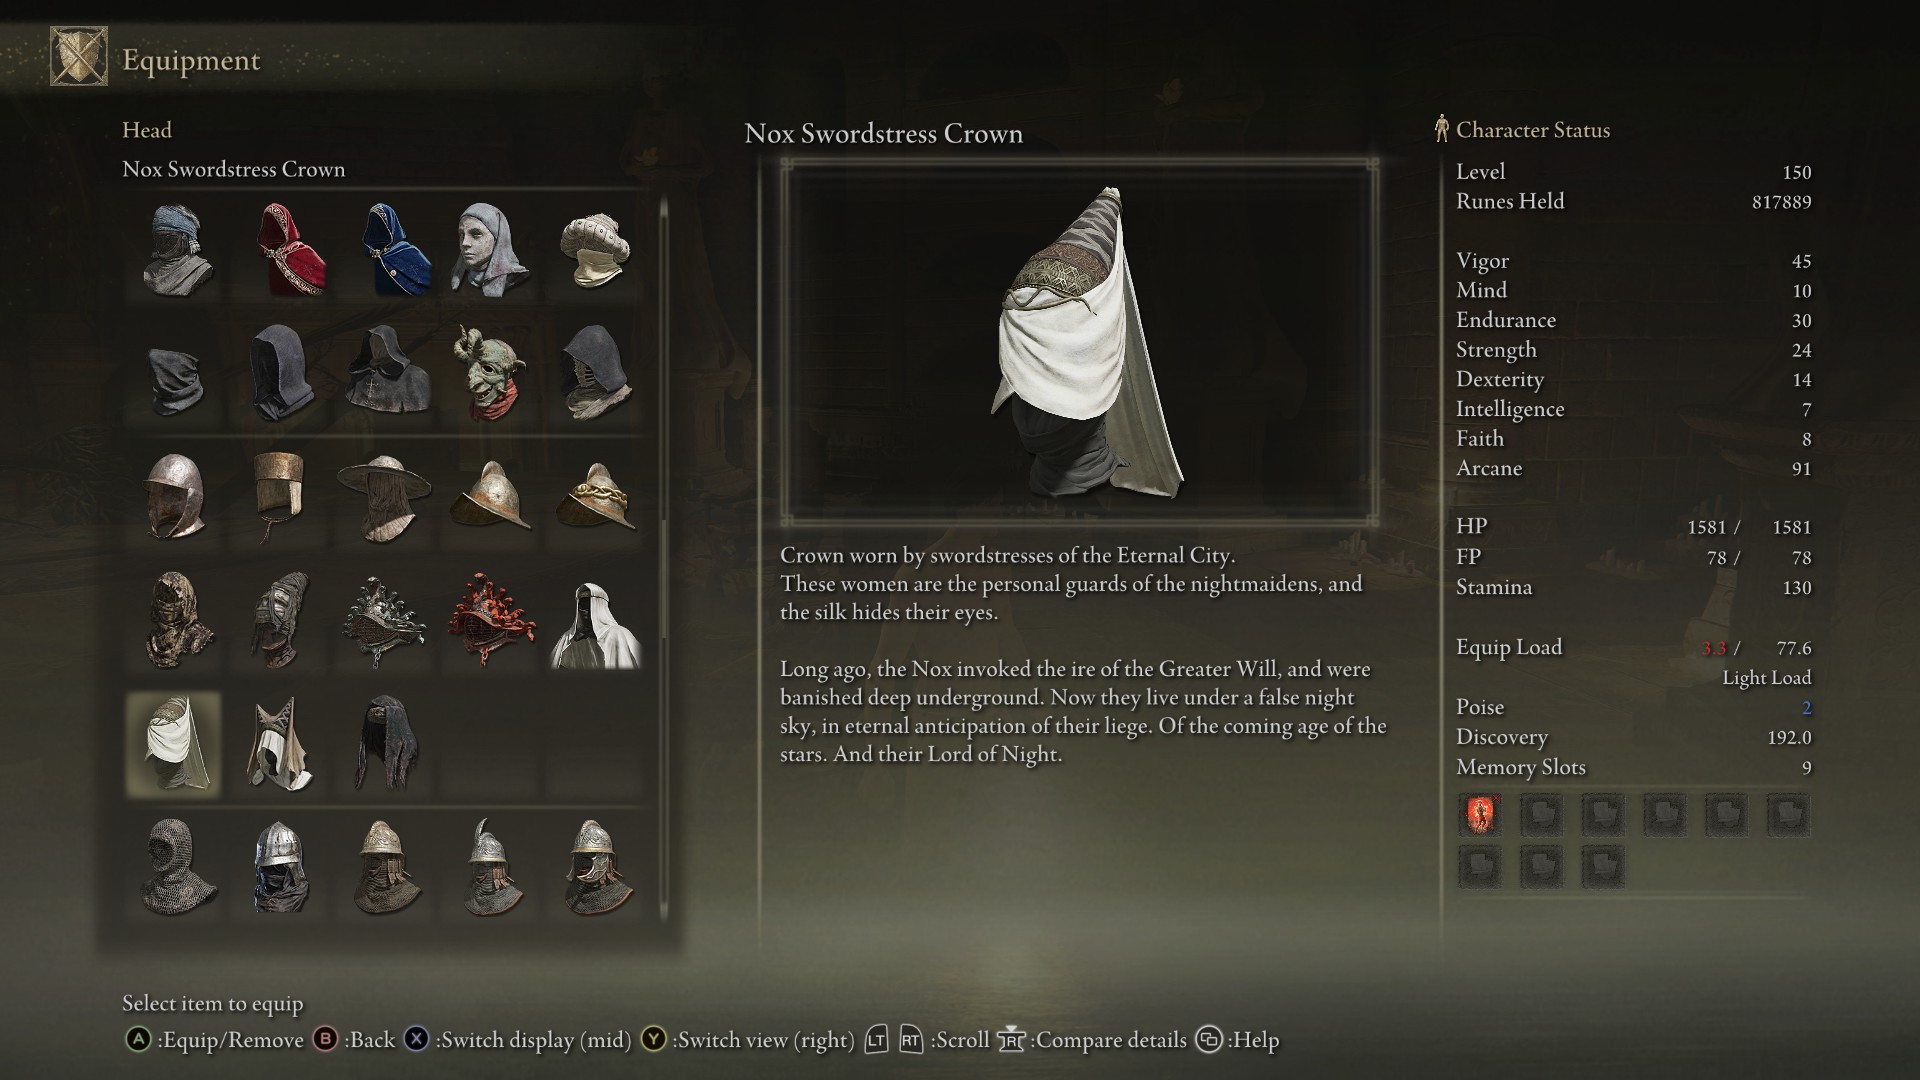 Equipment
Head
Nox Swordstress Crown
Nox Swordstress Crown
Crown worn by swordstresses of the Eternal City.
These women are the personal guards of the nightmaidens, and
the silk hides their eyes.
Long ago, the Nox invoked the ire of the Greater Will, and were
banished deep underground. Now they live under a false night
sky, in eternal anticipation of their liege. Of the coming age of the
stars. And their Lord of Night.
Character Status
Level 150
Runes Held 817889
Vigor 45
Mind 10
Endurance 30
Strength 24
Dexterity 14
Intelligence 7
Faith 8
Arcane 91
HP 1581 / 1581
FP 78 / 78
Stamina 130
Equip Load 3.3 / 77.6
Light Load
Poise 2
Discovery 192.0
Memory Slots 9
Select item to equip
A :Equip/Remove B :Back X :Switch display (mid) Y :Switch view (right) LT RT :Scroll R :Compare details :Help